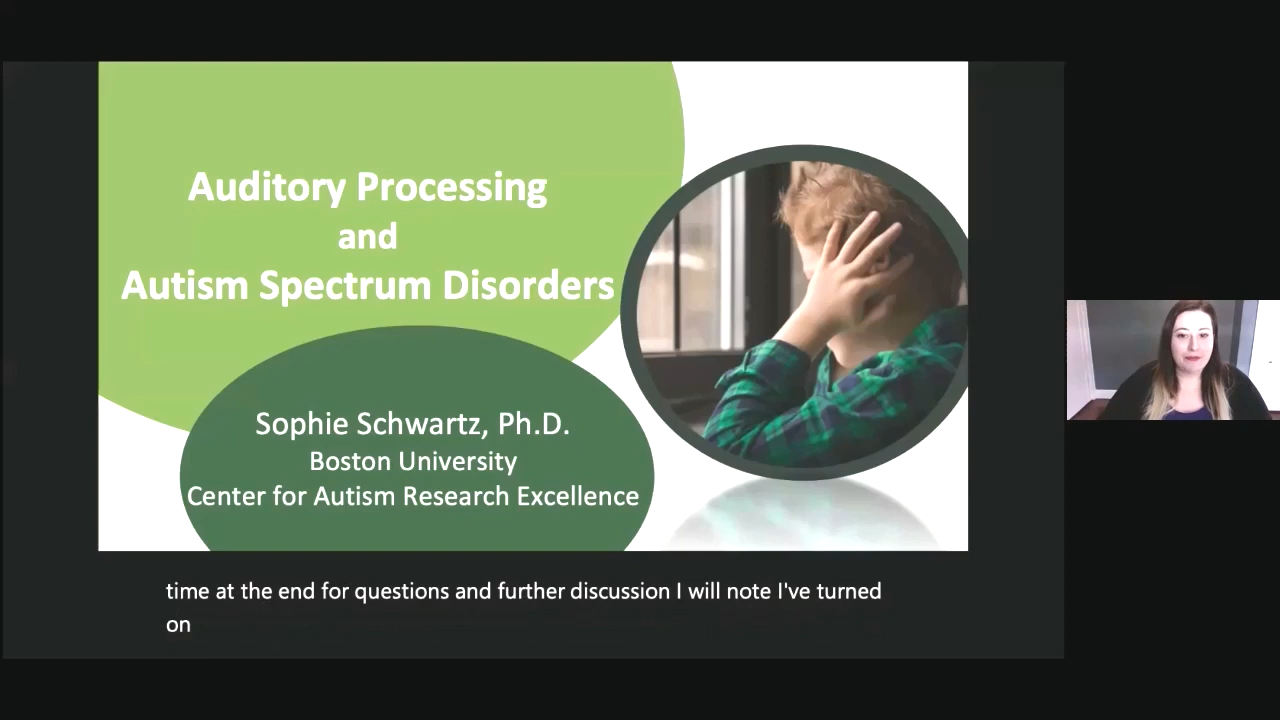 Auditory Processing
and
Autism Spectrum Disorders
Sophie Schwartz, Ph.D.
Boston University
Center for Autism Research Excellence
time at the end for questions and further discussion I will note I've turned
on